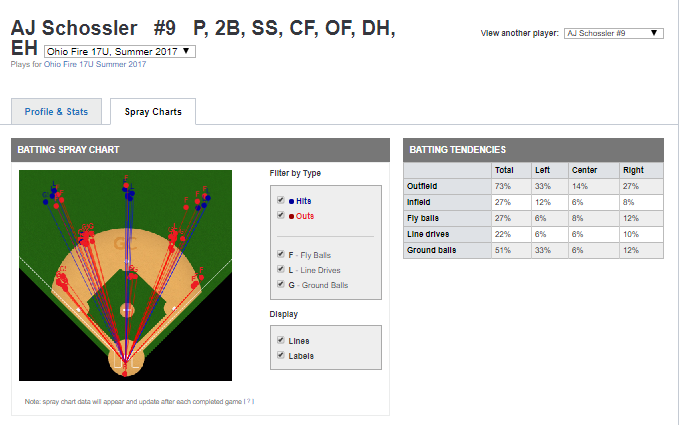 AJ Schossler #9 P, 2B, SS, CF, OF, DH,
EH Ohio Fire 17U, Summer 2017
Plays for Ohio Fire 17U Summer 2017
View another player: AJ Schossler #9
Profile & Stats Spray Charts
BATTING SPRAY CHART
GC
Filter by Type
Hits
Outs
F - Fly Balls
L - Line Drives
G - Ground Balls
Display
Lines
Labels
Note: spray chart data will appear and update after each completed game [ ? ]
BATTING TENDENCIES
Total Left Center Right
Outfield 73% 33% 14% 27%
Infield 27% 12% 6% 8%
Fly balls 27% 6% 8% 12%
Line drives 22% 6% 6% 10%
Ground balls 51% 33% 6% 12%